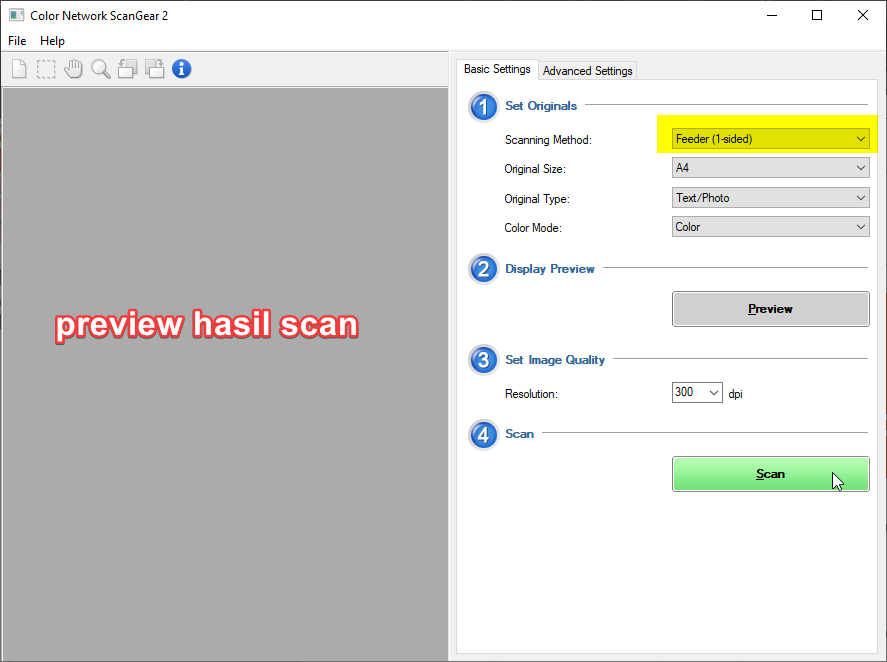 Color Network ScanGear 2
File Help
Basic Settings Advanced Settings
1 Set Originals
Scanning Method: Feeder (1-sided)
Original Size: A4
Original Type: Text/Photo
Color Mode: Color
2 Display Preview
Preview
preview hasil scan
3 Set Image Quality
Resolution: 300 dpi
4 Scan
Scan